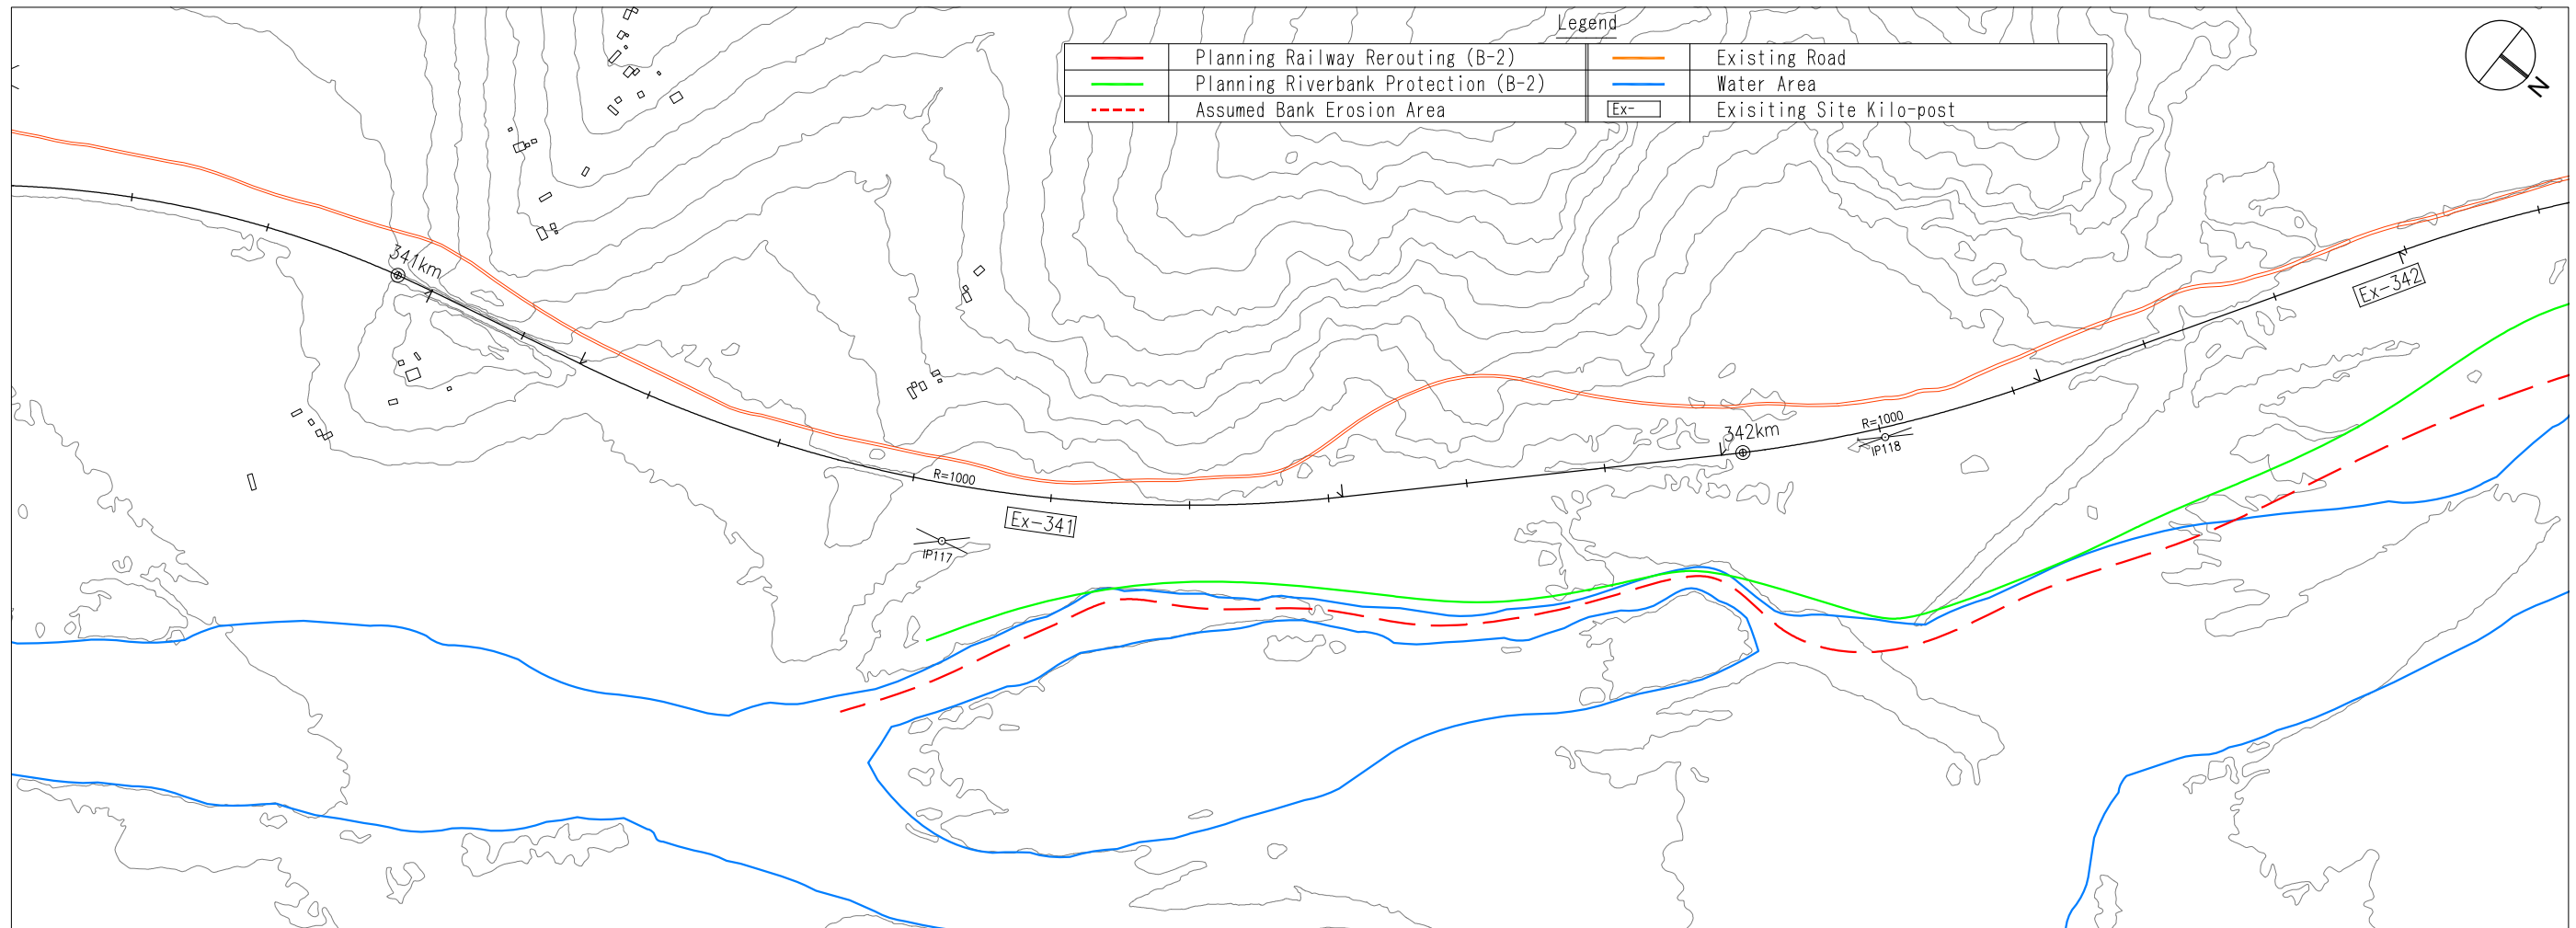 Legend
Planning Railway Rerouting (B-2) Existing Road
Planning Riverbank Protection (B-2) Water Area
Assumed Bank Erosion Area Ex- Exisiting Site Kilo-post
N
341km
Ex-342
R=1000
342km
IP118
R=1000
Ex-341
IP117